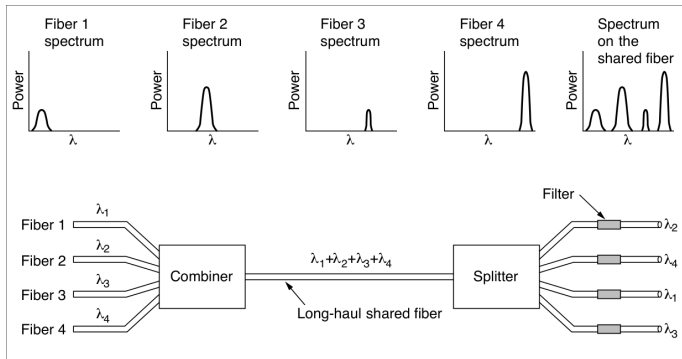 Fiber 1
spectrum
Fiber 2
spectrum
Fiber 3
spectrum
Fiber 4
spectrum
Spectrum
on the
shared fiber
Power
λ
Power
λ
Power
λ
Power
λ
Power
λ
Filter
Fiber 1
λ1
Fiber 2
λ2
Fiber 3
λ3
Fiber 4
λ4
Combiner
λ1+λ2+λ3+λ4
Long-haul shared fiber
Splitter
λ2
λ4
λ1
λ3